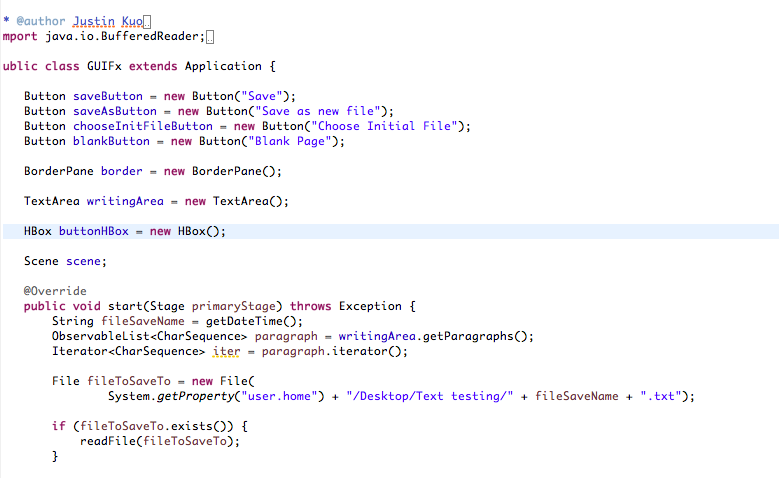 * @author Justin Kuo
mport java.io.BufferedReader;
ublic class GUIFx extends Application {
Button saveButton = new Button("Save");
Button saveAsButton = new Button("Save as new file");
Button chooseInitFileButton = new Button("Choose Initial File");
Button blankButton = new Button("Blank Page");
BorderPane border = new BorderPane();
TextArea writingArea = new TextArea();
HBox buttonHBox = new HBox();
Scene scene;
@Override
public void start(Stage primaryStage) throws Exception {
String fileSaveName = getDateTime();
ObservableList<CharSequence> paragraph = writingArea.getParagraphs();
Iterator<CharSequence> iter = paragraph.iterator();
File fileToSaveTo = new File(
System.getProperty("user.home") + "/Desktop/Text testing/" + fileSaveName + ".txt");
if (fileToSaveTo.exists()) {
readFile(fileToSaveTo);
}